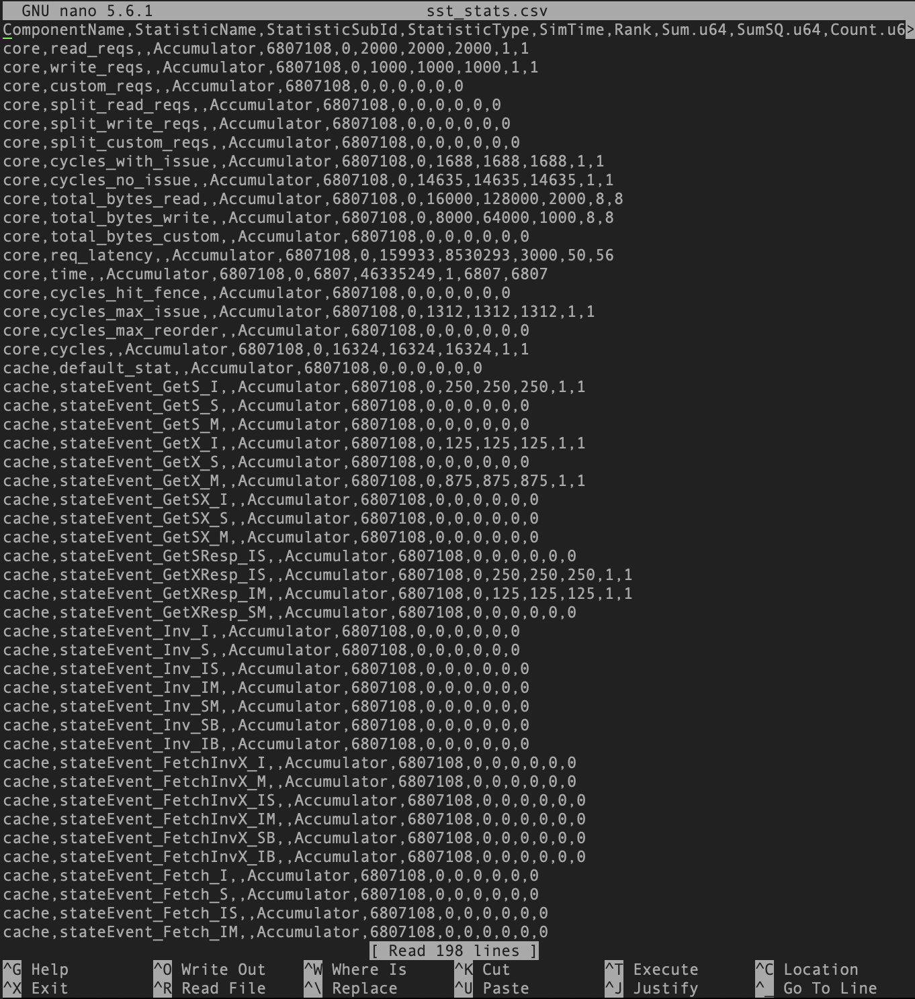 GNU nano 5.6.1 sst_stats.csv
ComponentName,StatisticName,StatisticSubId,StatisticType,SimTime,Rank,Sum.u64,SumSQ.u64,Count.u6>
core,read_reqs,,Accumulator,6807108,0,2000,2000,2000,1,1
core,write_reqs,,Accumulator,6807108,0,1000,1000,1000,1,1
core,custom_reqs,,Accumulator,6807108,0,0,0,0,0,0
core,split_read_reqs,,Accumulator,6807108,0,0,0,0,0,0
core,split_write_reqs,,Accumulator,6807108,0,0,0,0,0,0
core,split_custom_reqs,,Accumulator,6807108,0,0,0,0,0,0
core,cycles_with_issue,,Accumulator,6807108,0,1688,1688,1688,1,1
core,cycles_no_issue,,Accumulator,6807108,0,14635,14635,14635,1,1
core,total_bytes_read,,Accumulator,6807108,0,16000,128000,2000,8,8
core,total_bytes_write,,Accumulator,6807108,0,8000,64000,1000,8,8
core,total_bytes_custom,,Accumulator,6807108,0,0,0,0,0,0
core,req_latency,,Accumulator,6807108,0,159933,8530293,3000,50,56
core,time,,Accumulator,6807108,0,6807,46335249,1,6807,6807
core,cycles_hit_fence,,Accumulator,6807108,0,0,0,0,0,0
core,cycles_max_issue,,Accumulator,6807108,0,1312,1312,1312,1,1
core,cycles_max_reorder,,Accumulator,6807108,0,0,0,0,0,0
core,cycles,,Accumulator,6807108,0,16324,16324,16324,1,1
cache,default_stat,,Accumulator,6807108,0,0,0,0,0,0
cache,stateEvent_GetS_I,,Accumulator,6807108,0,250,250,250,1,1
cache,stateEvent_GetS_S,,Accumulator,6807108,0,0,0,0,0,0
cache,stateEvent_GetS_M,,Accumulator,6807108,0,0,0,0,0,0
cache,stateEvent_GetX_I,,Accumulator,6807108,0,125,125,125,1,1
cache,stateEvent_GetX_S,,Accumulator,6807108,0,0,0,0,0,0
cache,stateEvent_GetX_M,,Accumulator,6807108,0,875,875,875,1,1
cache,stateEvent_GetSX_I,,Accumulator,6807108,0,0,0,0,0,0
cache,stateEvent_GetSX_S,,Accumulator,6807108,0,0,0,0,0,0
cache,stateEvent_GetSX_M,,Accumulator,6807108,0,0,0,0,0,0
cache,stateEvent_GetSResp_IS,,Accumulator,6807108,0,0,0,0,0,0
cache,stateEvent_GetXResp_IS,,Accumulator,6807108,0,250,250,250,1,1
cache,stateEvent_GetXResp_IM,,Accumulator,6807108,0,125,125,125,1,1
cache,stateEvent_GetXResp_SM,,Accumulator,6807108,0,0,0,0,0,0
cache,stateEvent_Inv_I,,Accumulator,6807108,0,0,0,0,0,0
cache,stateEvent_Inv_S,,Accumulator,6807108,0,0,0,0,0,0
cache,stateEvent_Inv_IS,,Accumulator,6807108,0,0,0,0,0,0
cache,stateEvent_Inv_IM,,Accumulator,6807108,0,0,0,0,0,0
cache,stateEvent_Inv_SM,,Accumulator,6807108,0,0,0,0,0,0
cache,stateEvent_Inv_SB,,Accumulator,6807108,0,0,0,0,0,0
cache,stateEvent_Inv_IB,,Accumulator,6807108,0,0,0,0,0,0
cache,stateEvent_FetchInvX_I,,Accumulator,6807108,0,0,0,0,0,0
cache,stateEvent_FetchInvX_M,,Accumulator,6807108,0,0,0,0,0,0
cache,stateEvent_FetchInvX_IS,,Accumulator,6807108,0,0,0,0,0,0
cache,stateEvent_FetchInvX_IM,,Accumulator,6807108,0,0,0,0,0,0
cache,stateEvent_FetchInvX_SB,,Accumulator,6807108,0,0,0,0,0,0
cache,stateEvent_FetchInvX_IB,,Accumulator,6807108,0,0,0,0,0,0
cache,stateEvent_Fetch_I,,Accumulator,6807108,0,0,0,0,0,0
cache,stateEvent_Fetch_S,,Accumulator,6807108,0,0,0,0,0,0
cache,stateEvent_Fetch_IS,,Accumulator,6807108,0,0,0,0,0,0
cache,stateEvent_Fetch_IM,,Accumulator,6807108,0,0,0,0,0,0
[ Read 198 lines ]
^G Help ^O Write Out ^W Where Is ^K Cut ^T Execute ^C Location
^X Exit ^R Read File ^\ Replace ^U Paste ^J Justify ^_ Go To Line